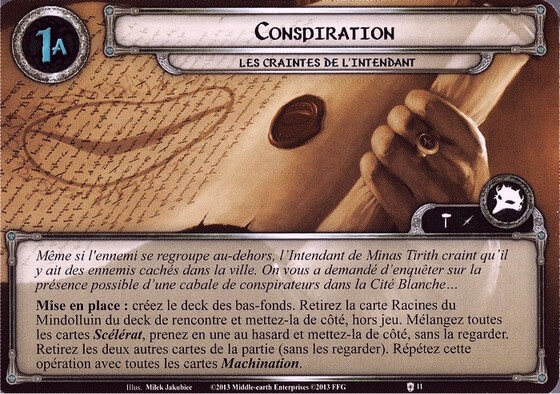 1A
CONSPIRATION
LES CRAINTES DE L'INTENDANT
Même si l'ennemi se regroupe au-dehors, l'Intendant de Minas Tirith craint qu'il
y ait des ennemis cachés dans la ville. On vous a demandé d'enquêter sur la
présence possible d'une cabale de conspirateurs dans la Cité Blanche...
Mise en place : créez le deck des bas-fonds. Retirez la carte Racines du
Mindolluin du deck de rencontre et mettez-la de côté, hors jeu. Mélangez toutes
les cartes Scélérat, prenez en une au hasard et mettez-la de côté, sans la regarder.
Retirez les deux autres cartes de la partie (sans les regarder). Répétez cette
opération avec toutes les cartes Machination.
Illus. Milek Jakubiec ©2013 Middle-earth Enterprises ©2013 FFG 11